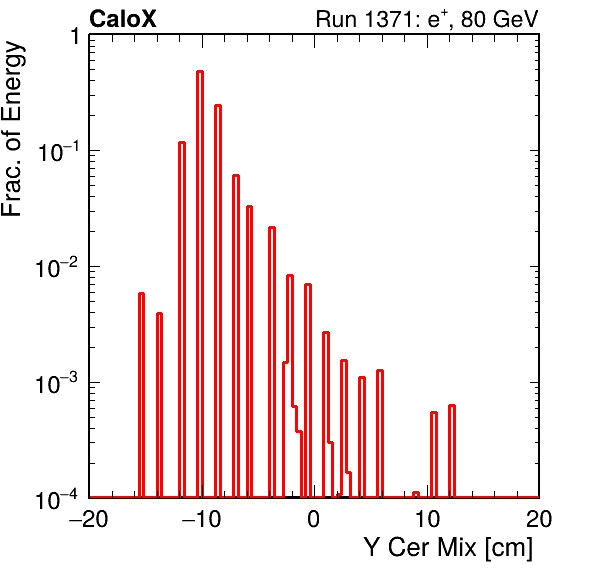 CaloX Run 1371: e⁺, 80 GeV
Frac. of Energy
1
10⁻¹
10⁻²
10⁻³
10⁻⁴
−20 −10 0 10 20
Y Cer Mix [cm]